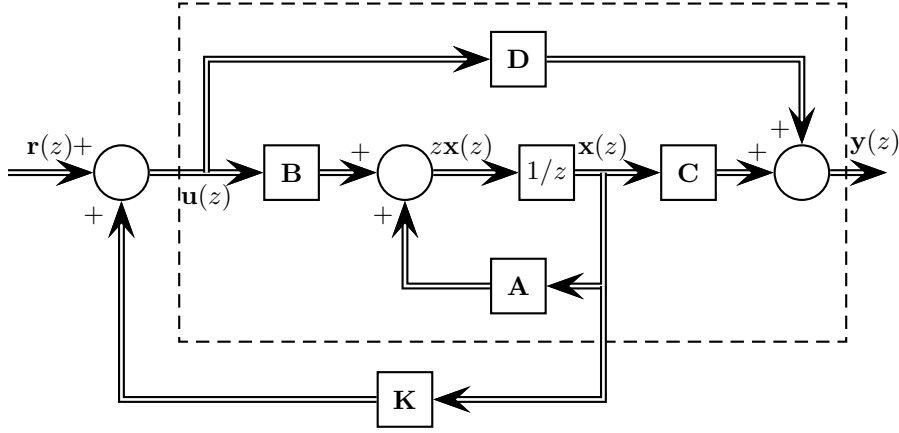 D
+
r(z)+
+
zx(z)
x(z)
+
y(z)
B
1/z
C
u(z)
+
+
A
K